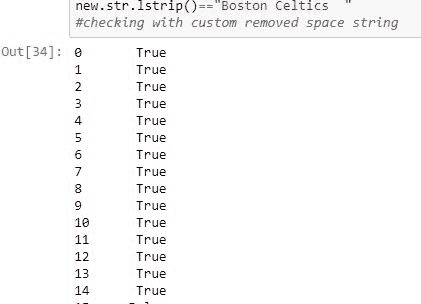 new.str.lstrip()=="Boston Celtics  "
#checking with custom removed space string
Out[34]: 0 True
1 True
2 True
3 True
4 True
5 True
6 True
7 True
8 True
9 True
10 True
11 True
12 True
13 True
14 True